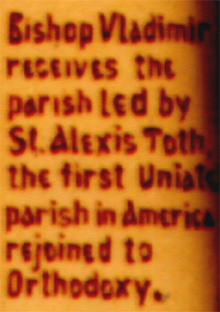 Bishop Vladimir
receives the
parish led by
St. Alexis Toth,
the first Uniate
parish in America
rejoined to
Orthodoxy.